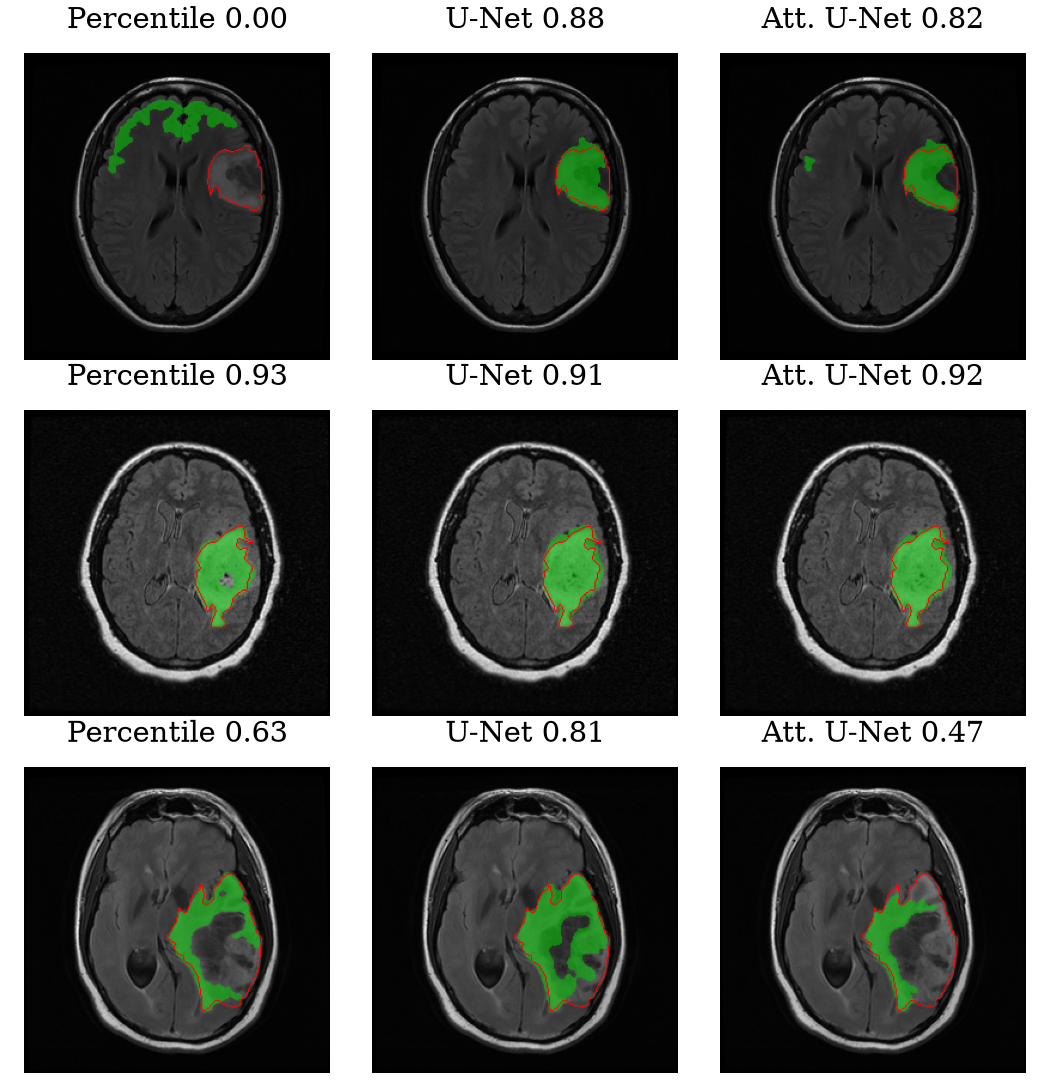 Percentile 0.00
U-Net 0.88
Att. U-Net 0.82
Percentile 0.93
U-Net 0.91
Att. U-Net 0.92
Percentile 0.63
U-Net 0.81
Att. U-Net 0.47